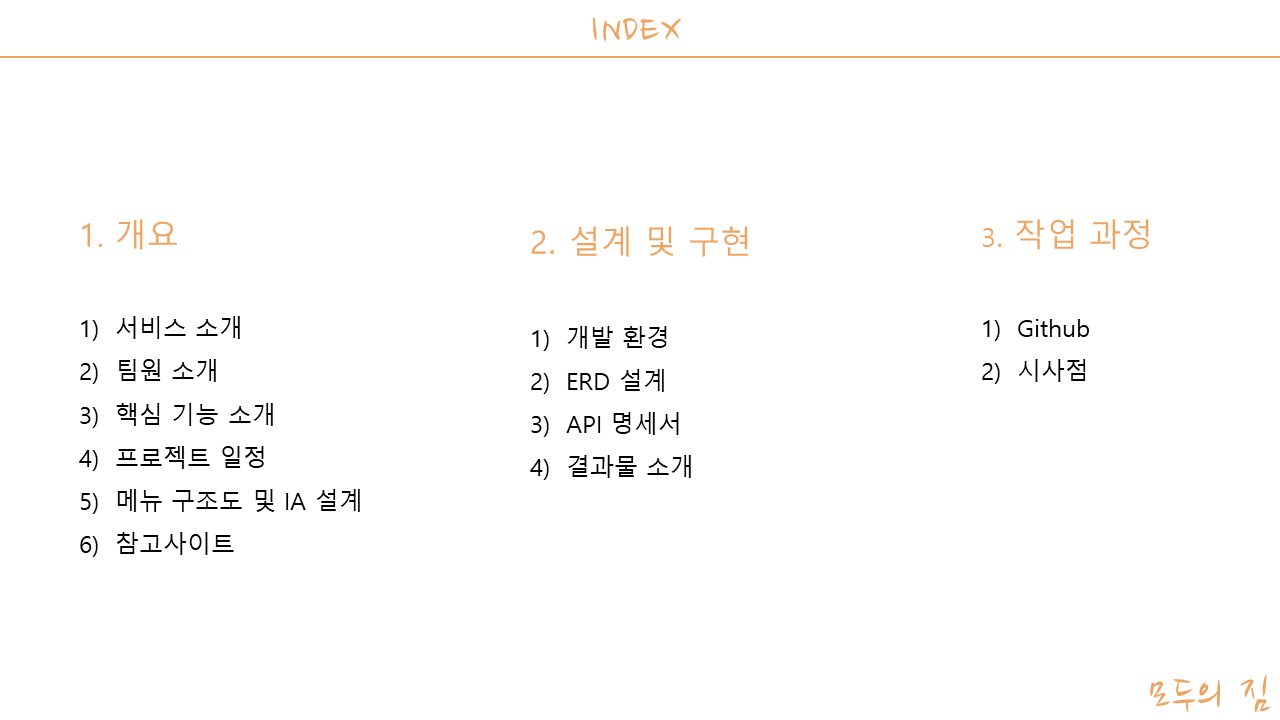 INDEX
1. 개요
1) 서비스 소개
2) 팀원 소개
3) 핵심 기능 소개
4) 프로젝트 일정
5) 메뉴 구조도 및 IA 설계
6) 참고사이트
2. 설계 및 구현
1) 개발 환경
2) ERD 설계
3) API 명세서
4) 결과물 소개
3. 작업 과정
1) Github
2) 시사점
모두의 짐